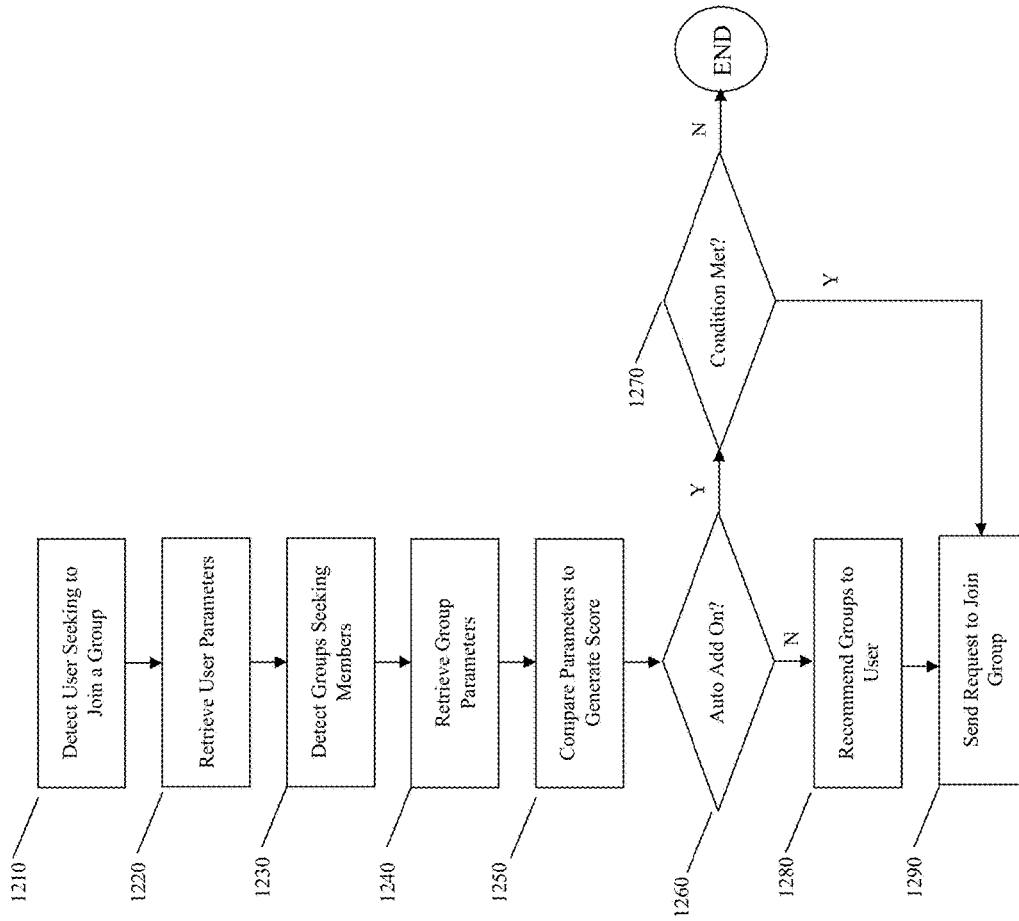 1210
Detect User Seeking to
Join a Group
1220
Retrieve User Parameters
1230
Detect Groups Seeking
Members
1240
Retrieve Group
Parameters
1250
Compare Parameters to
Generate Score
1260
Auto Add On?
Y
N
1270
Condition Met?
N
END
Y
1280
Recommend Groups to
User
1290
Send Request to Join
Group